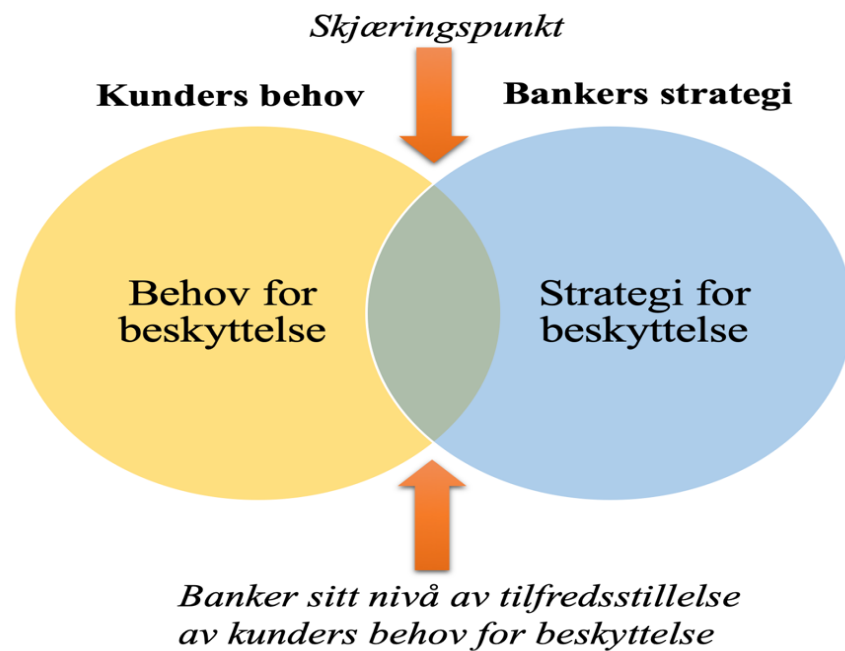 Skjæringspunkt
Kunders behov
Bankers strategi
Behov for
beskyttelse
Strategi for
beskyttelse
Banker sitt nivå av tilfredsstillelse
av kunders behov for beskyttelse